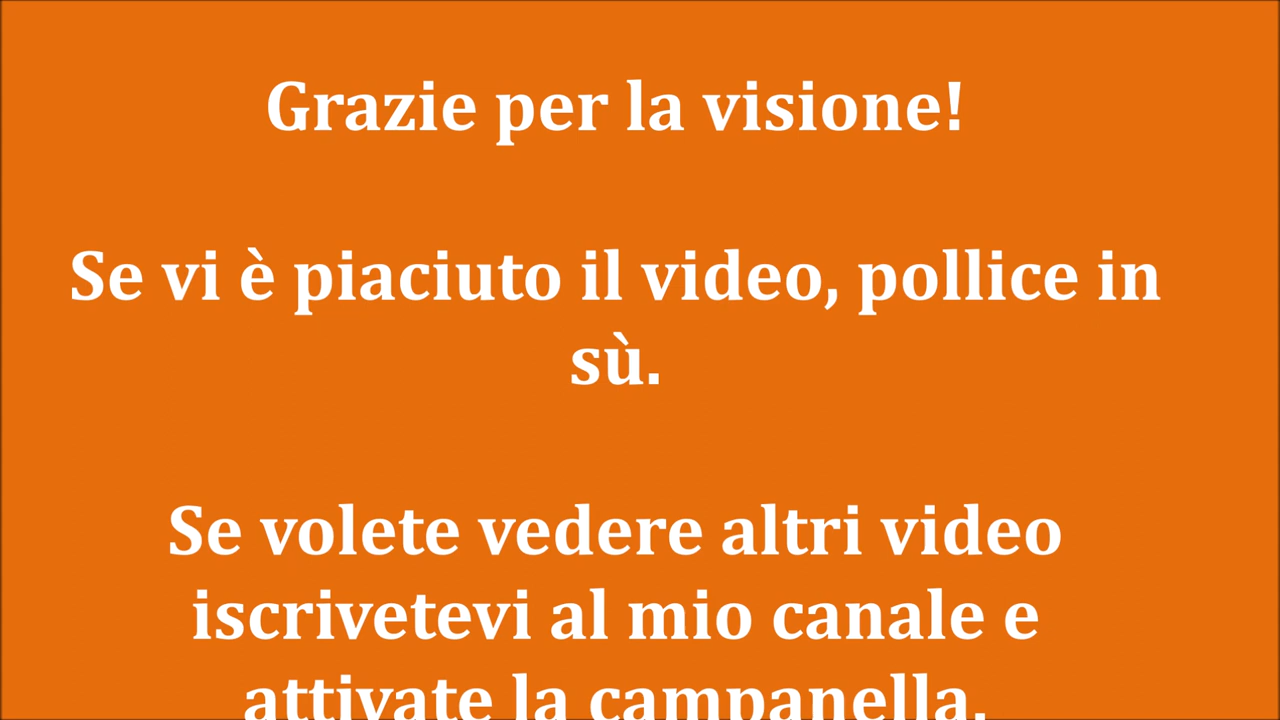 Grazie per la visione!
Se vi è piaciuto il video, pollice in
sù.
Se volete vedere altri video
iscrivetevi al mio canale e
attivate la campanella.